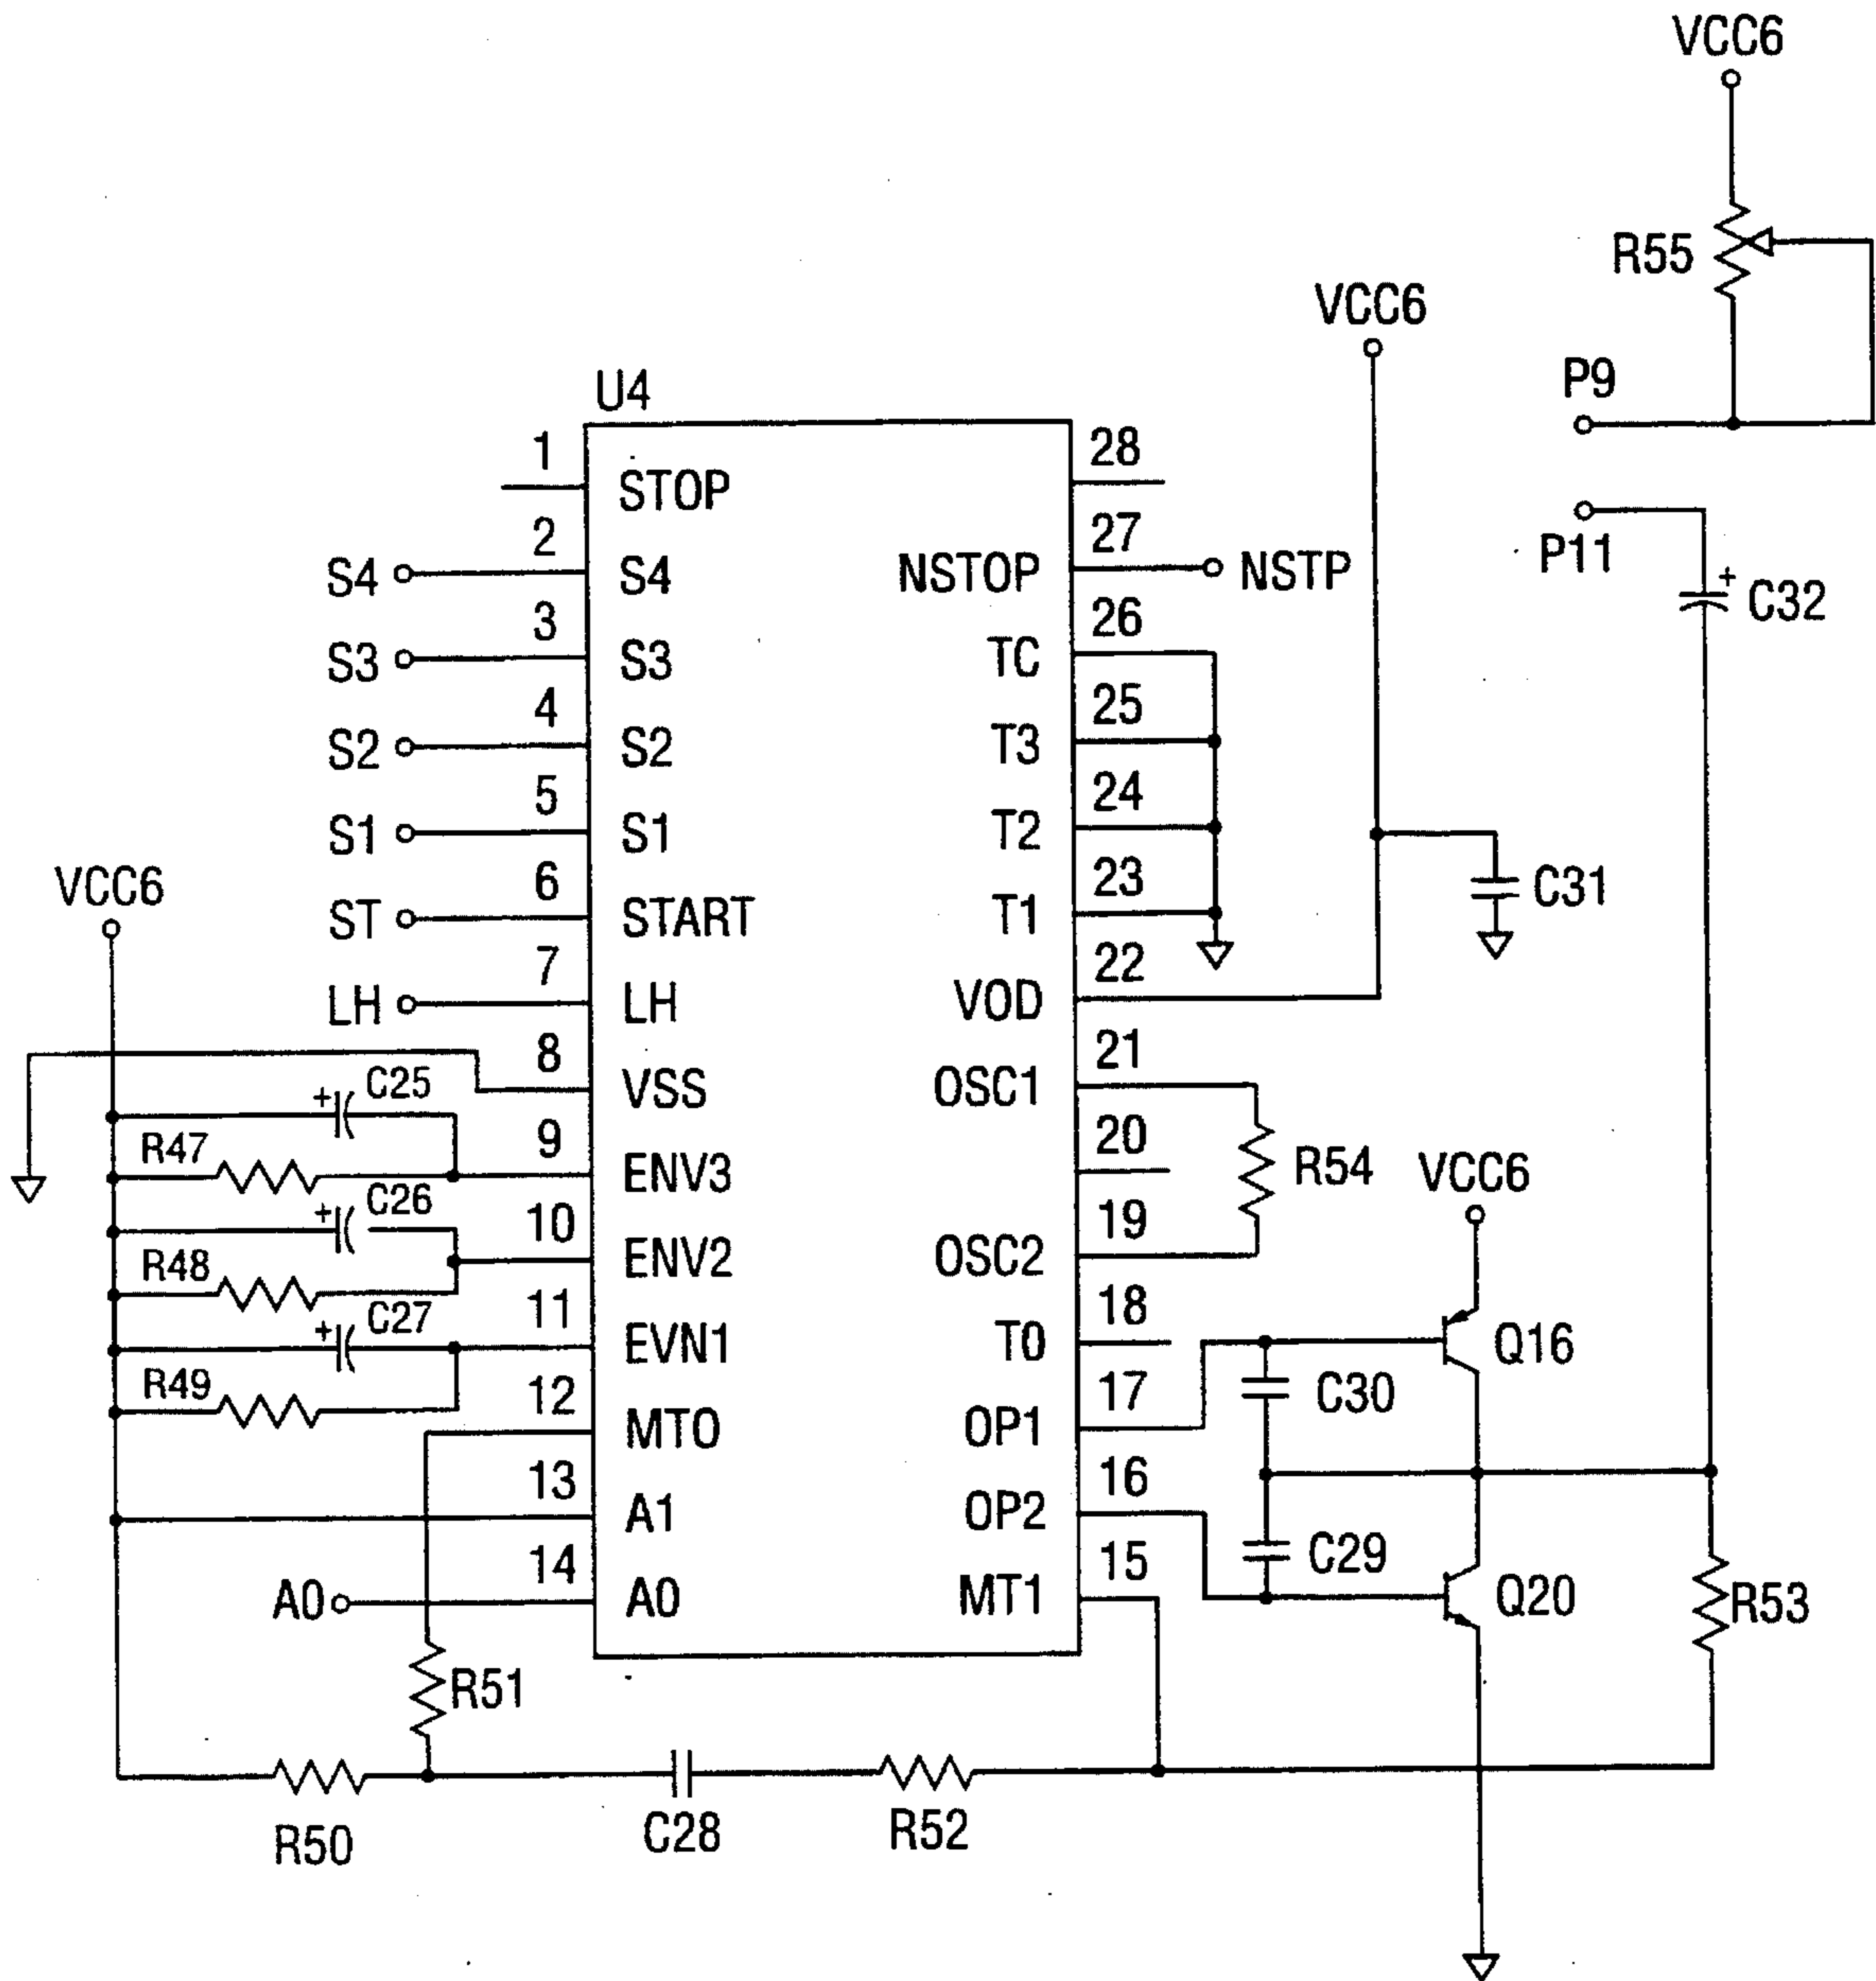 VCC6
R55
VCC6
P9
U4
1
STOP
28
2
S4
S4
27
NSTOP
NSTP
P11
+
C32
3
S3
S3
26
TC
4
S2
S2
25
T3
5
S1
S1
24
T2
VCC6
6
ST
START
23
T1
C31
7
LH
LH
22
VOD
8
VSS
21
OSC1
+
C25
R47
9
ENV3
20
R54
VCC6
+
C26
R48
10
ENV2
19
OSC2
+
C27
R49
11
EVN1
18
T0
Q16
12
MTO
17
OP1
C30
13
A1
16
OP2
C29
14
A0
A0
15
MT1
Q20
R53
R51
R50
C28
R52